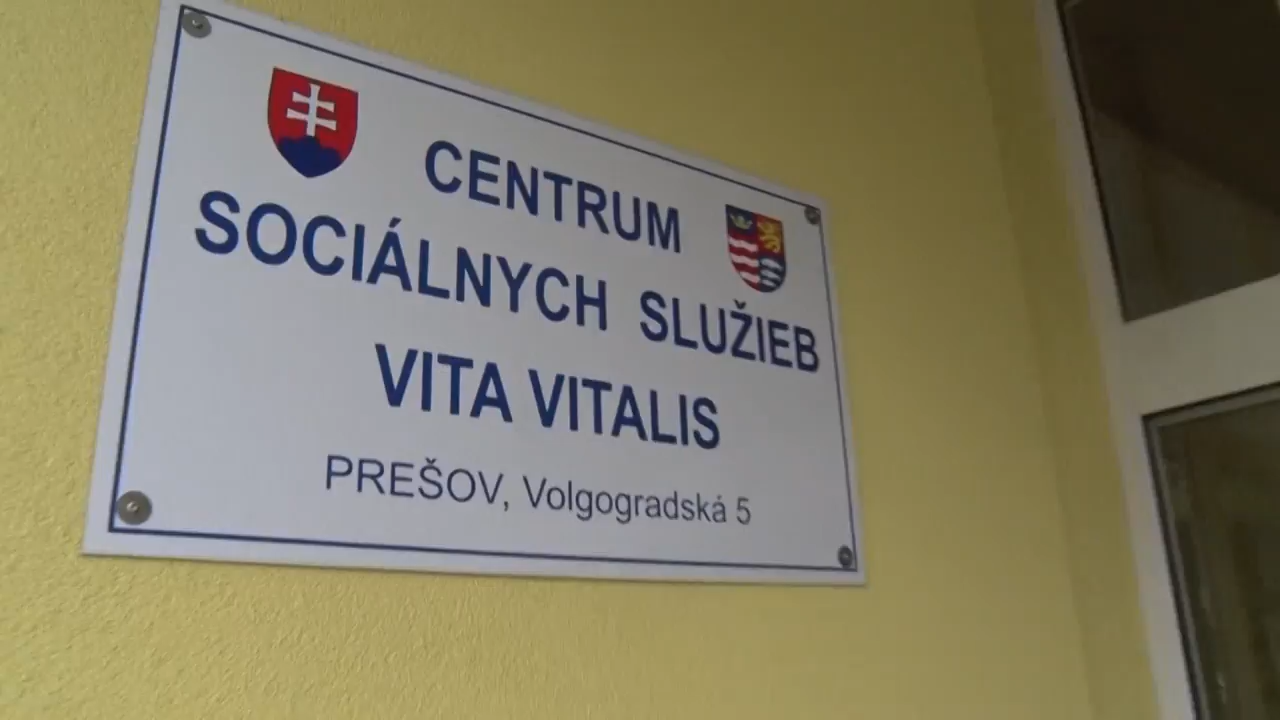 CENTRUM
SOCIÁLNYCH SLUŽIEB
VITA VITALIS
PREŠOV, Volgogradská 5